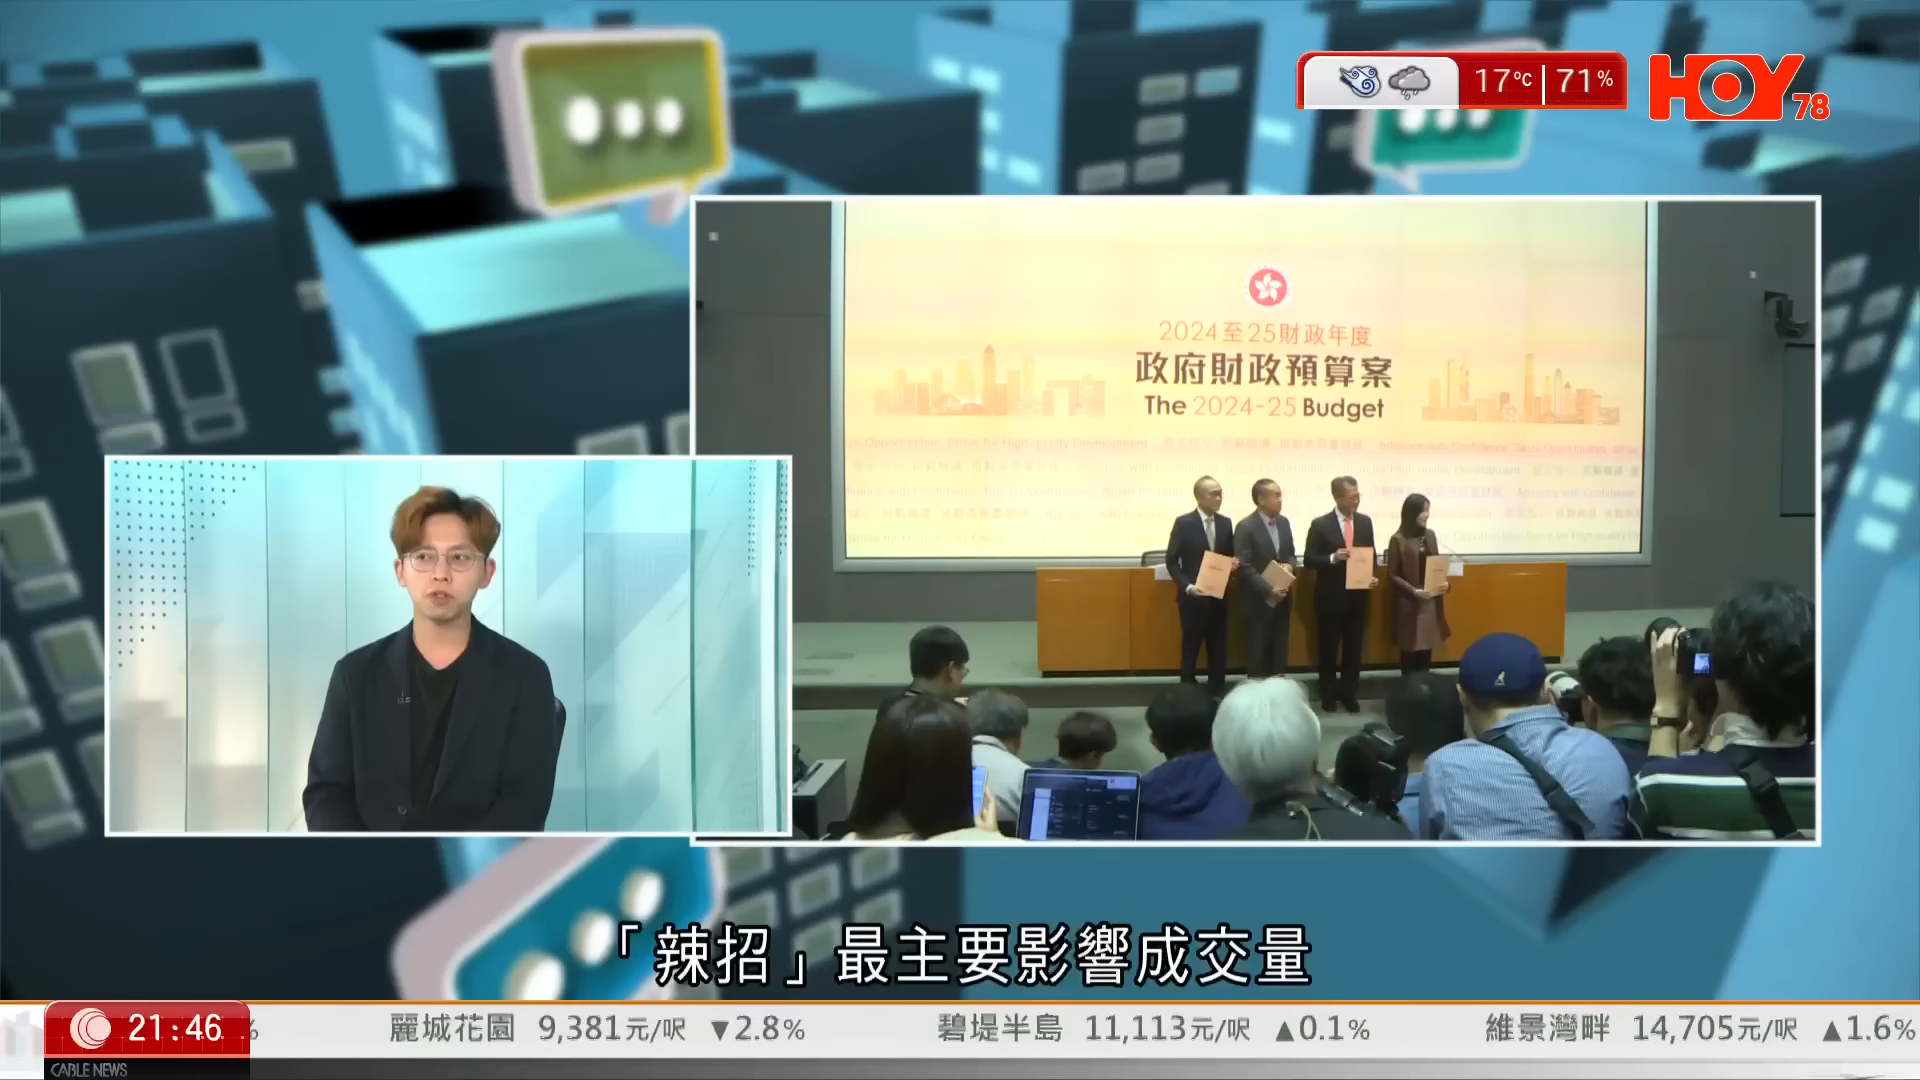 17°C 71%
HOY 78
2024至25財政年度
政府財政預算案
The 2024-25 Budget
「辣招」最主要影響成交量
21:46 % 麗城花園 9,381元/呎 ▼2.8% 碧堤半島 11,113元/呎 ▲0.1% 維景灣畔 14,705元/呎 ▲1.6%
CABLE NEWS